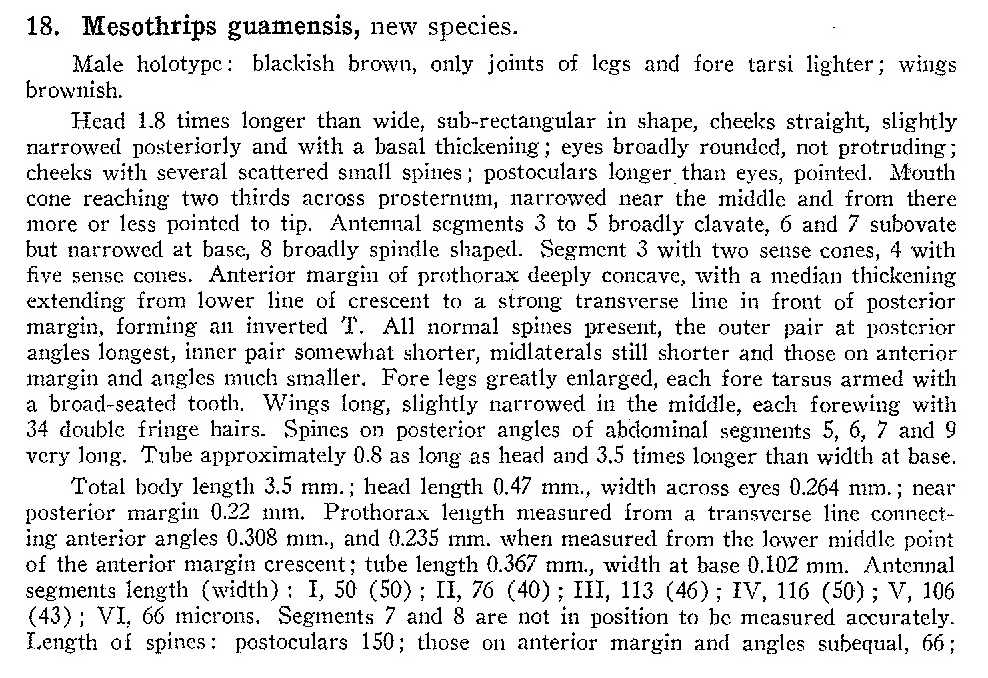 18. Mesothrips guamensis, new species.
Male holotype: blackish brown, only joints of legs and fore tarsi lighter; wings
brownish.
Head 1.8 times longer than wide, sub-rectangular in shape, cheeks straight, slightly
narrowed posteriorly and with a basal thickening; eyes broadly rounded, not protruding;
cheeks with several scattered small spines; postoculars longer than eyes, pointed. Mouth
cone reaching two thirds across prosternum, narrowed near the middle and from there
more or less pointed to tip. Antennal segments 3 to 5 broadly clavate, 6 and 7 subovate
but narrowed at base, 8 broadly spindle shaped. Segment 3 with two sense cones, 4 with
five sense cones. Anterior margin of prothorax deeply concave, with a median thickening
extending from lower line of crescent to a strong transverse line in front of posterior
margin, forming an inverted T. All normal spines present, the outer pair at posterior
angles longest, inner pair somewhat shorter, midlaterals still shorter and those on anterior
margin and angles much smaller. Fore legs greatly enlarged, each fore tarsus armed with
a broad-seated tooth. Wings long, slightly narrowed in the middle, each forewing with
34 double fringe hairs. Spines on posterior angles of abdominal segments 5, 6, 7 and 9
very long. Tube approximately 0.8 as long as head and 3.5 times longer than width at base.
Total body length 3.5 mm.; head length 0.47 mm., width across eyes 0.264 mm.; near
posterior margin 0.22 mm. Prothorax length measured from a transverse line connect-
ing anterior angles 0.308 mm., and 0.235 mm. when measured from the lower middle point
of the anterior margin crescent; tube length 0.367 mm., width at base 0.102 mm. Antennal
segments length (width): I, 50 (50); II, 76 (40); III, 113 (46); IV, 116 (50); V, 106
(43); VI, 66 microns. Segments 7 and 8 are not in position to be measured accurately.
Length of spines: postoculars 150; those on anterior margin and angles subequal, 66;